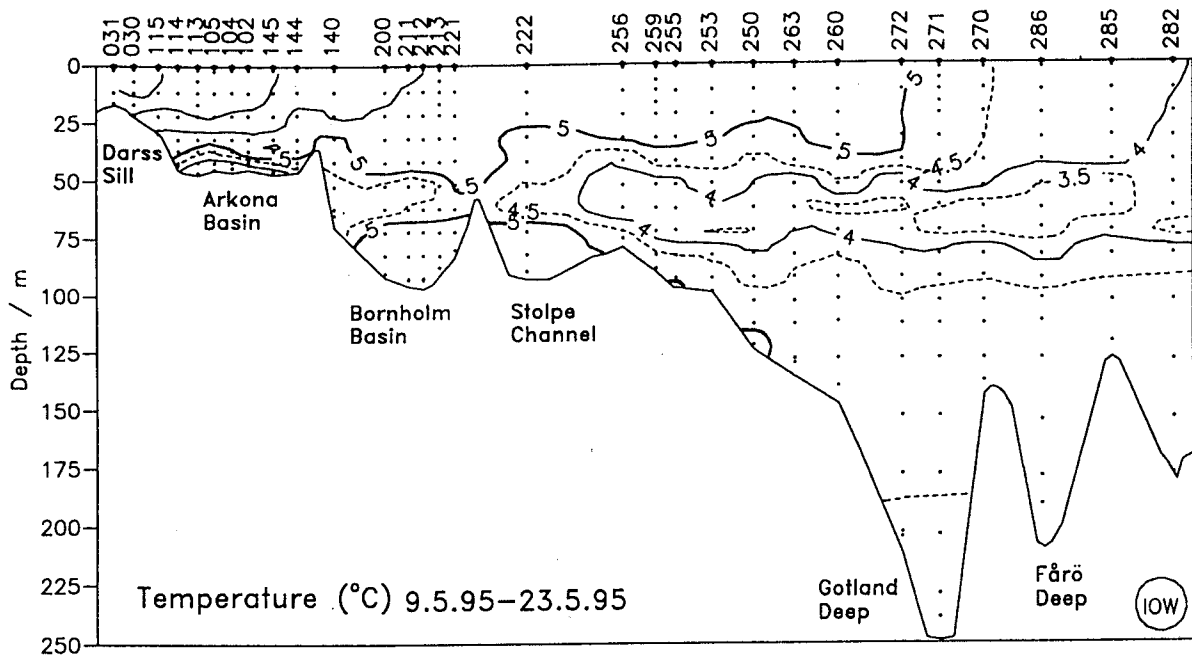 031 030 115 114 113 105 104 102 145 144 140 200 211 212 213 221 222 256 259 255 253 250 263 260 272 271 270 286 285 282
0
25
50
75
100
125
150
175
200
225
250
Depth / m
5 5 5 5 5 4.5
4 5 5 4 4 4.5 4 3.5 4
5 5 4 4
Darss
Sill
Arkona
Basin
Bornholm
Basin
Stolpe
Channel
Gotland
Deep
Fårö
Deep
Temperature (°C) 9.5.95–23.5.95
IOW